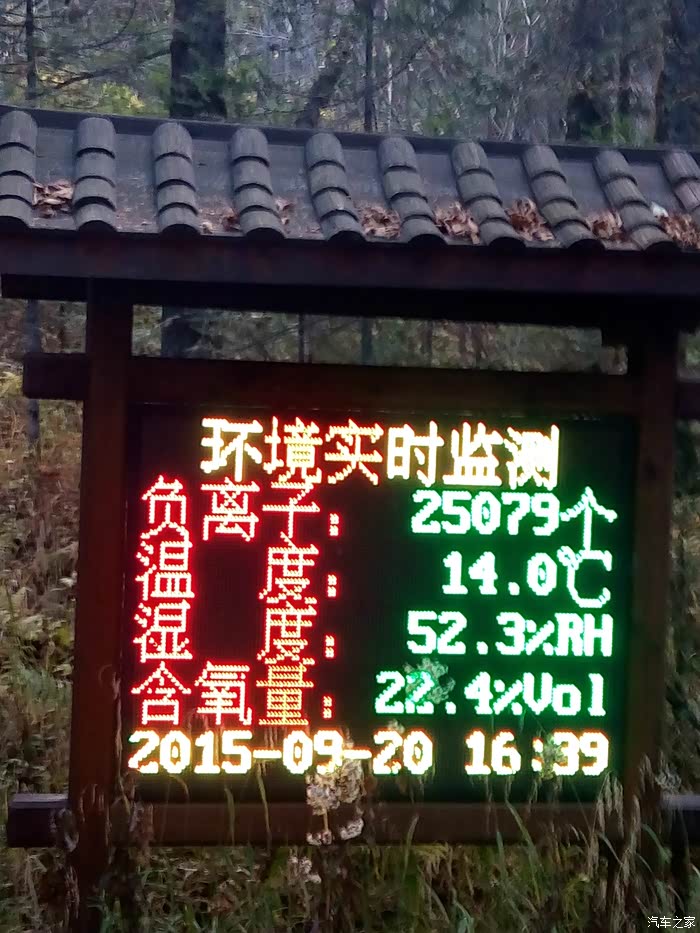 环境实时监测
负离子: 25079个
温度: 14.0℃
湿度: 52.3%RH
含氧量: 22.4%Vol
2015-09-20 16:39
汽车之家